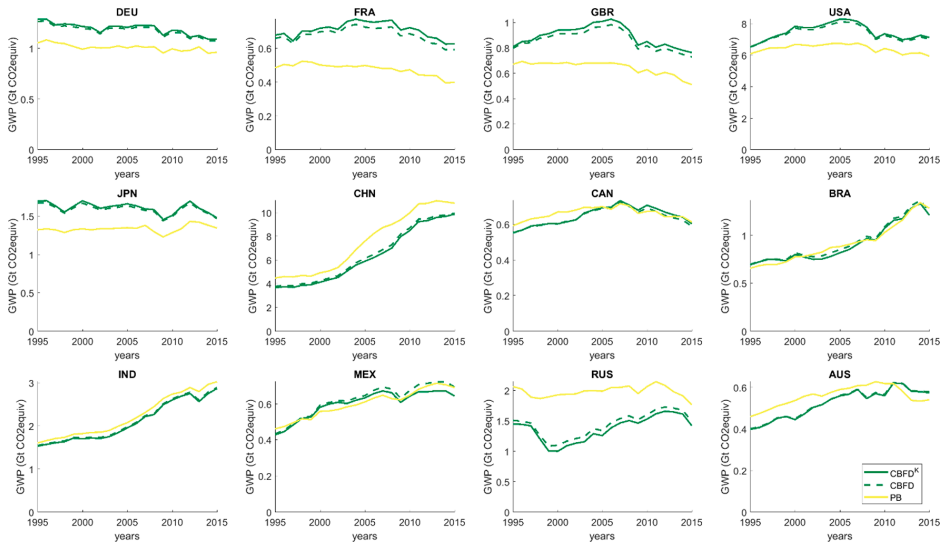 DEU
GWP (Gt CO2equiv)
1
0.5
0
1995 2000 2005 2010 2015
years
FRA
GWP (Gt CO2equiv)
0.6
0.4
0.2
0
1995 2000 2005 2010 2015
years
GBR
GWP (Gt CO2equiv)
1
0.8
0.6
0.4
0.2
0
1995 2000 2005 2010 2015
years
USA
GWP (Gt CO2equiv)
8
6
4
2
0
1995 2000 2005 2010 2015
years
JPN
GWP (Gt CO2equiv)
1.5
1
0.5
0
1995 2000 2005 2010 2015
years
CHN
GWP (Gt CO2equiv)
10
8
6
4
2
0
1995 2000 2005 2010 2015
years
CAN
GWP (Gt CO2equiv)
0.6
0.4
0.2
0
1995 2000 2005 2010 2015
years
BRA
GWP (Gt CO2equiv)
1
0.5
0
1995 2000 2005 2010 2015
years
IND
GWP (Gt CO2equiv)
3
2
1
0
1995 2000 2005 2010 2015
years
MEX
GWP (Gt CO2equiv)
0.6
0.4
0.2
0
1995 2000 2005 2010 2015
years
RUS
GWP (Gt CO2equiv)
2
1.5
1
0.5
0
1995 2000 2005 2010 2015
years
AUS
GWP (Gt CO2equiv)
0.6
0.4
0.2
0
1995 2000 2005 2010 2015
years
CBFD^K
CBFD
PB